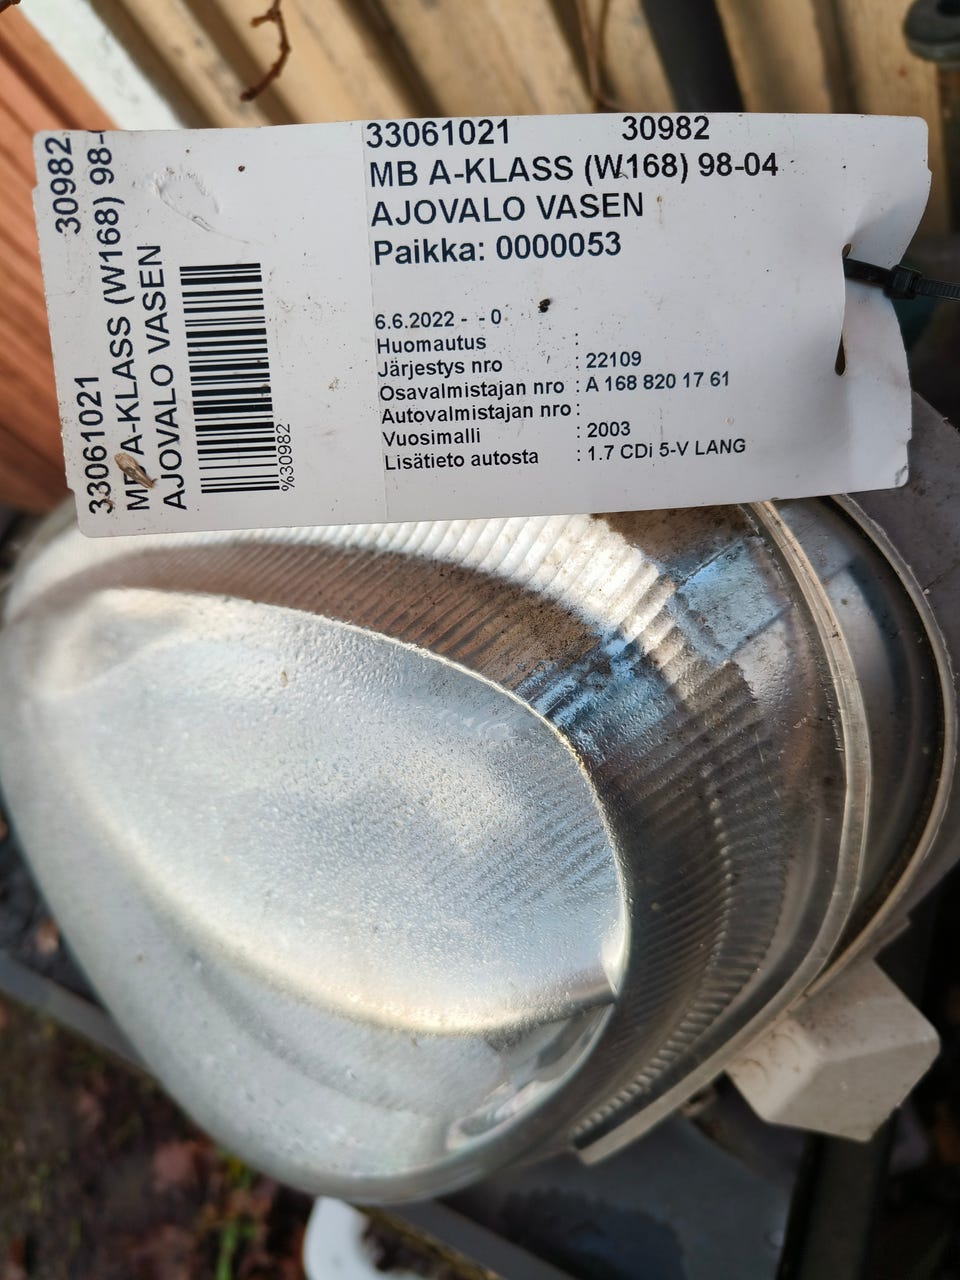 33061021 30982
MB A-KLASS (W168) 98-04
AJOVALO VASEN
Paikka: 0000053
6.6.2022 - - 0
Huomautus :
Järjestys nro : 22109
Osavalmistajan nro : A 168 820 17 61
Autovalmistajan nro :
Vuosimalli : 2003
Lisätieto autosta : 1.7 CDi 5-V LANG
33061021 30982
A-KLASS (W168) 98-
AJOVALO VASEN
%30982